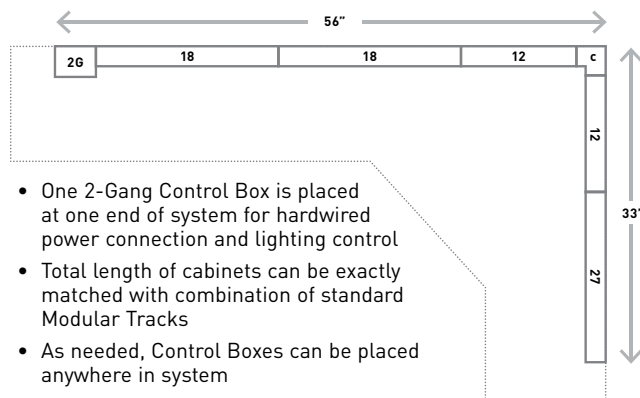 56"
2G
18
18
12
c
12
27
33"
• One 2-Gang Control Box is placed
at one end of system for hardwired
power connection and lighting control
• Total length of cabinets can be exactly
matched with combination of standard
Modular Tracks
• As needed, Control Boxes can be placed
anywhere in system